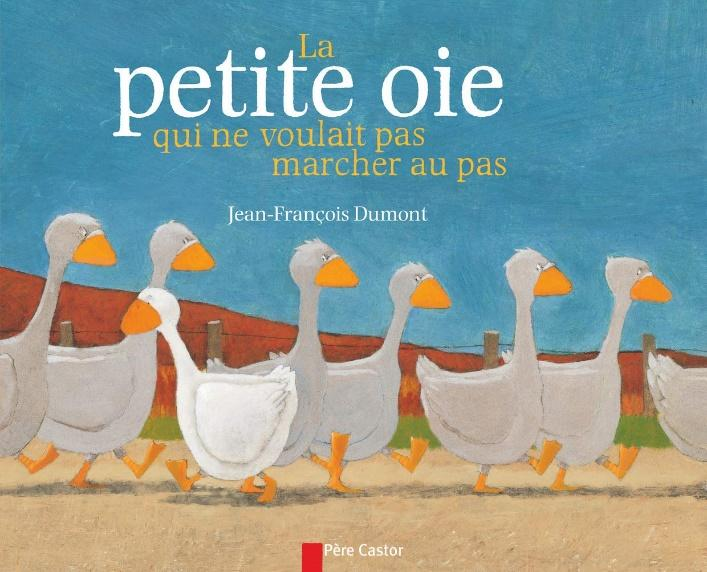 La
petite oie
qui ne voulait pas
marcher au pas
Jean-François Dumont
Père Castor